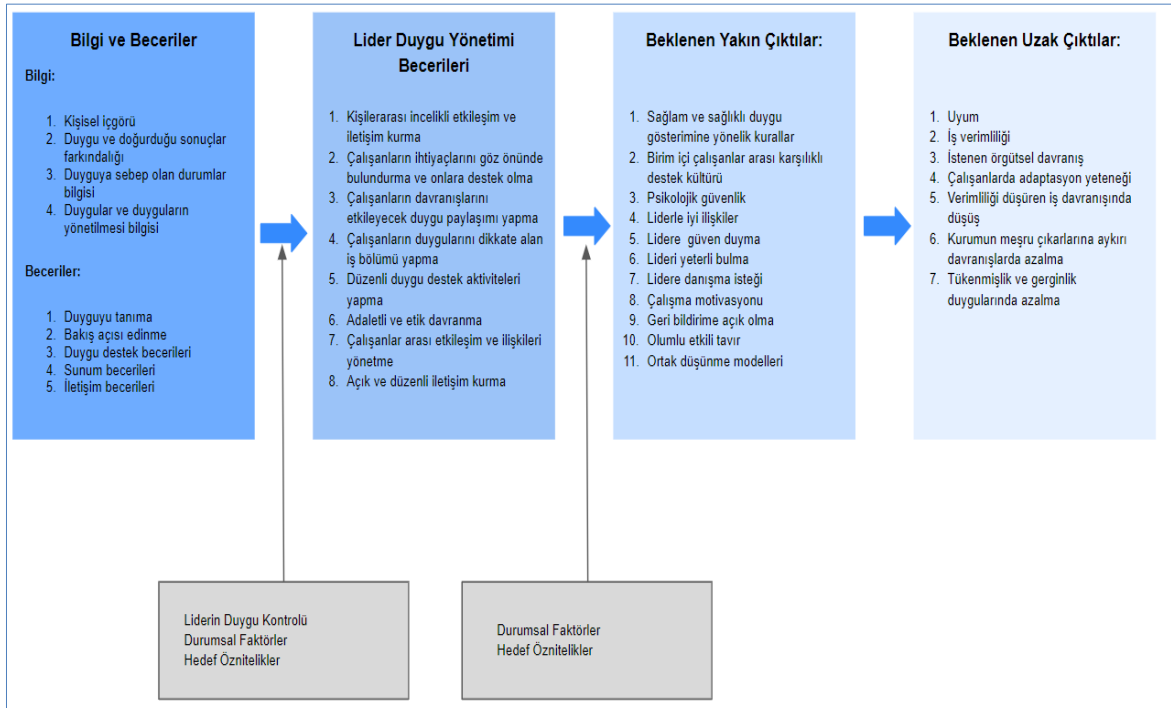 Bilgi ve Beceriler
Bilgi:
1. Kişisel içgörü
2. Duygu ve doğurduğu sonuçlar
farkındalığı
3. Duyguya sebep olan durumlar
bilgisi
4. Duygular ve duyguların
yönetilmesi bilgisi
Beceriler:
1. Duyguyu tanıma
2. Bakış açısı edinme
3. Duygu destek becerileri
4. Sunum becerileri
5. İletişim becerileri
Lider Duygu Yönetimi
Becerileri
1. Kişilerarası incelikli etkileşim ve
iletişim kurma
2. Çalışanların ihtiyaçlarını göz önünde
bulundurma ve onlara destek olma
3. Çalışanların davranışlarını
etkileyecek duygu paylaşımı yapma
4. Çalışanların duygularını dikkate alan
iş bölümü yapma
5. Düzenli duygu destek aktiviteleri
yapma
6. Adaletli ve etik davranma
7. Çalışanlar arası etkileşim ve ilişkileri
yönetme
8. Açık ve düzenli iletişim kurma
Beklenen Yakın Çıktılar:
1. Sağlam ve sağlıklı duygu
gösterimine yönelik kurallar
2. Birim içi çalışanlar arası karşılıklı
destek kültürü
3. Psikolojik güvenlik
4. Liderle iyi ilişkiler
5. Lidere güven duyma
6. Lideri yeterli bulma
7. Lidere danışma isteği
8. Çalışma motivasyonu
9. Geri bildirime açık olma
10. Olumlu etkili tavır
11. Ortak düşünme modelleri
Beklenen Uzak Çıktılar:
1. Uyum
2. İş verimliliği
3. İstenen örgütsel davranış
4. Çalışanlarda adaptasyon yeteneği
5. Verimliliği düşüren iş davranışında
düşüş
6. Kurumun meşru çıkarlarına aykırı
davranışlarda azalma
7. Tükenmişlik ve gerginlik
duygularında azalma
Liderin Duygu Kontrolü
Durumsal Faktörler
Hedef Öznitelikler
Durumsal Faktörler
Hedef Öznitelikler